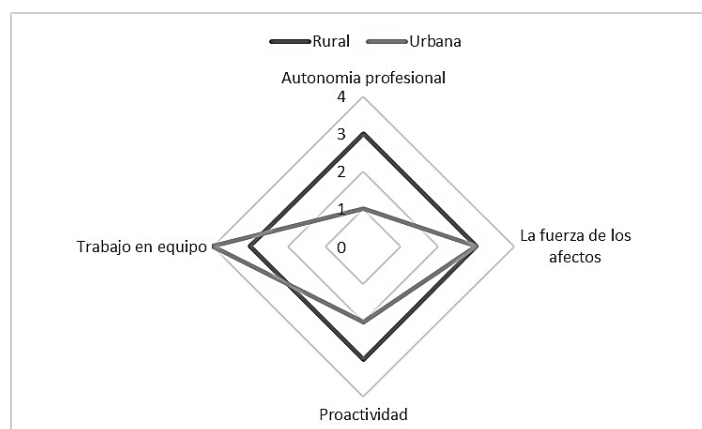 Rural Urbana
Autonomia profesional
4
3
2
1
0
Trabajo en equipo
La fuerza de los
afectos
Proactividad